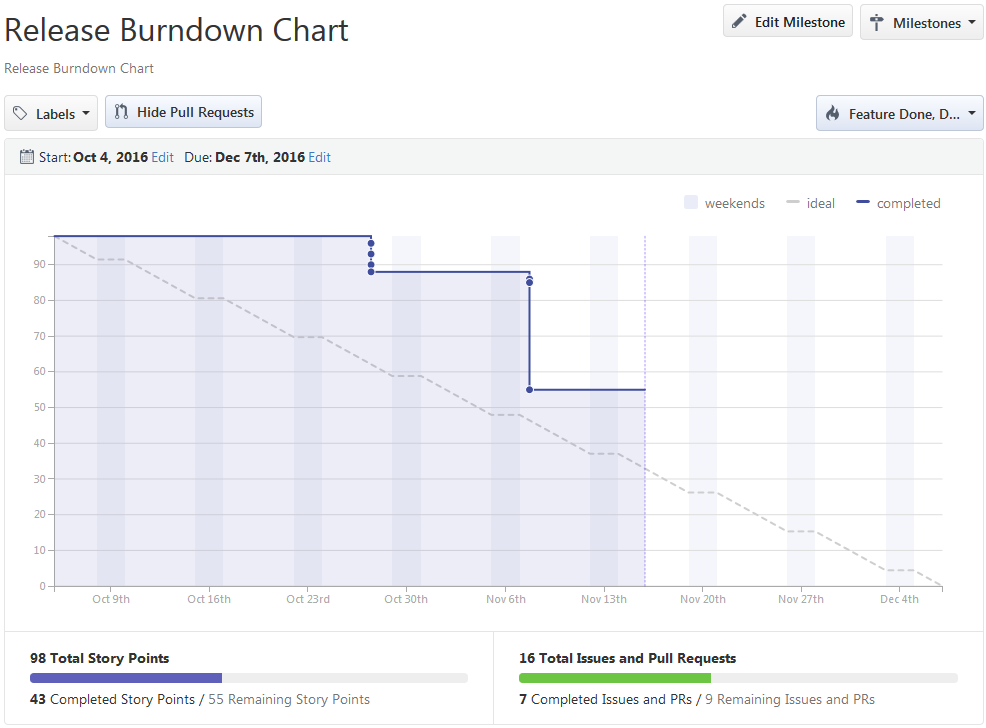 Release Burndown Chart
Edit Milestone
Milestones
Release Burndown Chart
Labels
Hide Pull Requests
Feature Done, D...
Start: Oct 4, 2016 Edit Due: Dec 7th, 2016 Edit
weekends ideal completed
90
80
70
60
50
40
30
20
10
0
Oct 9th Oct 16th Oct 23rd Oct 30th Nov 6th Nov 13th Nov 20th Nov 27th Dec 4th
98 Total Story Points
43 Completed Story Points / 55 Remaining Story Points
16 Total Issues and Pull Requests
7 Completed Issues and PRs / 9 Remaining Issues and PRs